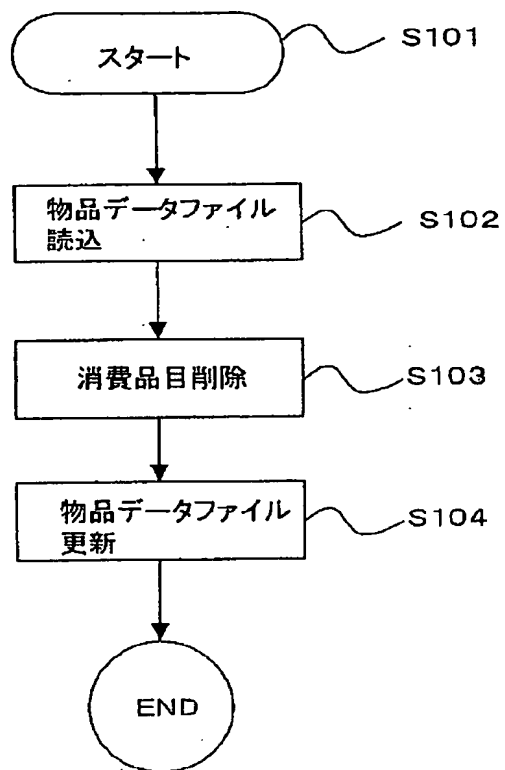 スタート
S101
物品データファイル
読込
S102
消費品目削除
S103
物品データファイル
更新
S104
END